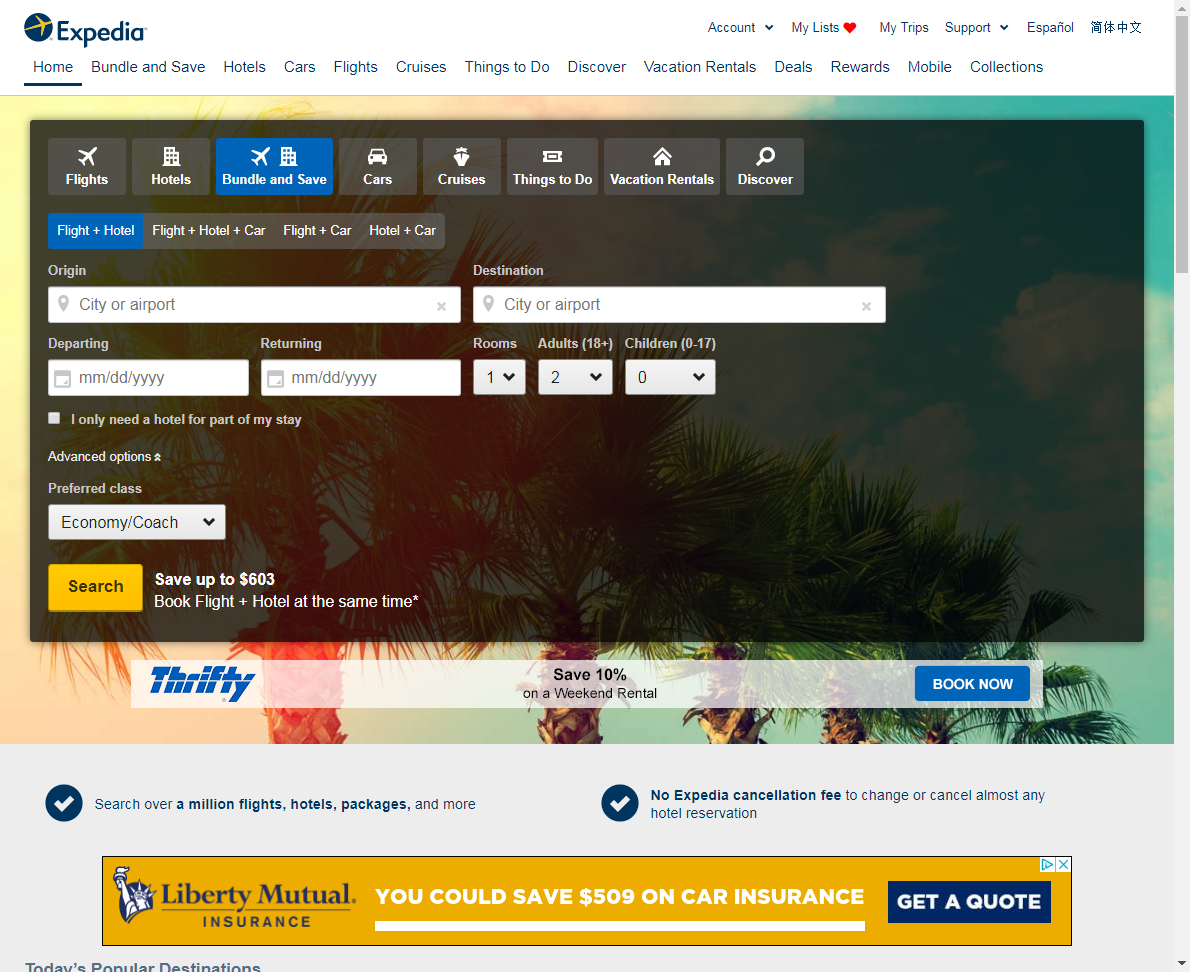 Expedia
Account My Lists My Trips Support Español 简体中文
Home Bundle and Save Hotels Cars Flights Cruises Things to Do Discover Vacation Rentals Deals Rewards Mobile Collections
Flights Hotels Bundle and Save Cars Cruises Things to Do Vacation Rentals Discover
Flight + Hotel Flight + Hotel + Car Flight + Car Hotel + Car
Origin Destination
City or airport City or airport
Departing Returning Rooms Adults (18+) Children (0-17)
mm/dd/yyyy mm/dd/yyyy 1 2 0
I only need a hotel for part of my stay
Advanced options
Preferred class
Economy/Coach
Search
Save up to $603
Book Flight + Hotel at the same time*
Thrifty
Save 10%
on a Weekend Rental
BOOK NOW
Search over a million flights, hotels, packages, and more
No Expedia cancellation fee to change or cancel almost any
hotel reservation
Liberty Mutual.
INSURANCE
YOU COULD SAVE $509 ON CAR INSURANCE
GET A QUOTE
Today's Popular Destinations